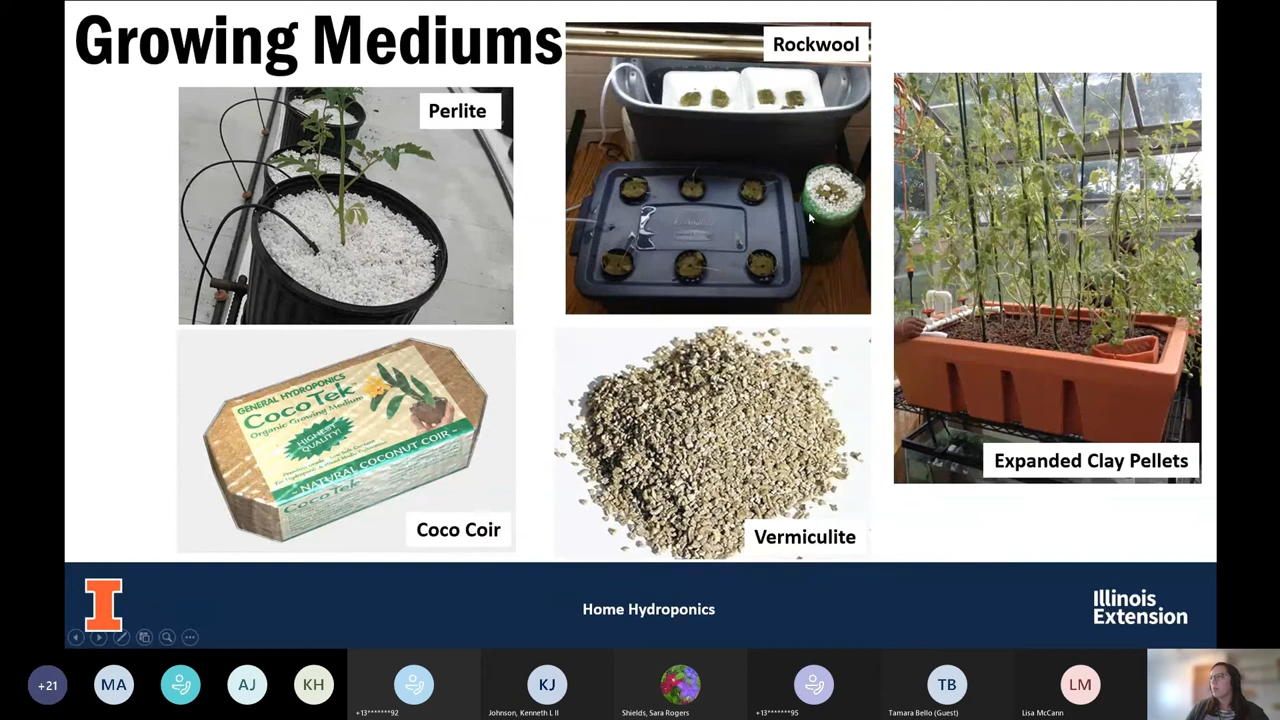 Growing Mediums
Perlite
Rockwool
Expanded Clay Pellets
GENERAL HYDROPONICS
CocoTek
Organic Growing Medium
HIGHEST
QUALITY!
- NATURAL COCONUT COIR -
CocoTek
Coco Coir
Vermiculite
I
Home Hydroponics
Illinois
Extension
+21
MA
AJ
KH
KJ
TB
LM
+13*******92
Johnson, Kenneth L II
Shields, Sara Rogers
+13*******95
Tamara Bello (Guest)
Lisa McCann